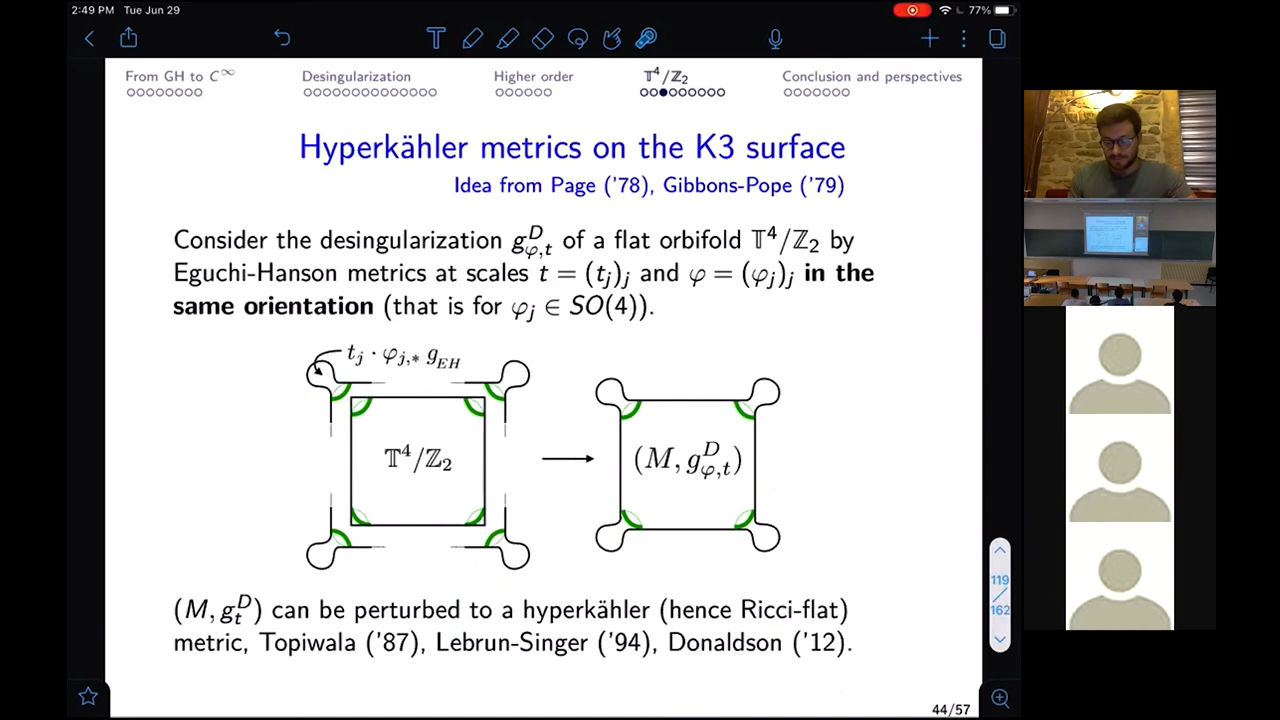 2:49 PM Tue Jun 29
77%
From GH to C^∞ Desingularization Higher order 𝕋⁴/ℤ₂ Conclusion and perspectives
Hyperkähler metrics on the K3 surface
Idea from Page ('78), Gibbons-Pope ('79)
Consider the desingularization g^D_{φ,t} of a flat orbifold 𝕋⁴/ℤ₂ by
Eguchi-Hanson metrics at scales t = (t_j)_j and φ = (φ_j)_j in the
same orientation (that is for φ_j ∈ SO(4)).
t_j · φ_{j,*} g_{EH}
𝕋⁴/ℤ₂
(M, g^D_{φ,t})
(M, g^D_t) can be perturbed to a hyperkähler (hence Ricci-flat)
metric, Topiwala ('87), Lebrun-Singer ('94), Donaldson ('12).
119
162
44/57